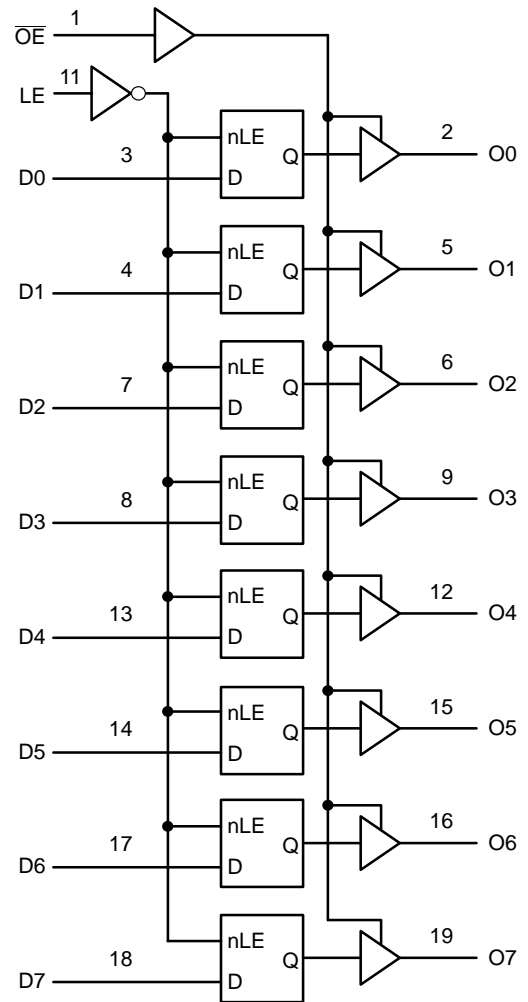 OE 1
LE 11
D0 3 nLE D Q 2 O0
D1 4 nLE D Q 5 O1
D2 7 nLE D Q 6 O2
D3 8 nLE D Q 9 O3
D4 13 nLE D Q 12 O4
D5 14 nLE D Q 15 O5
D6 17 nLE D Q 16 O6
D7 18 nLE D Q 19 O7